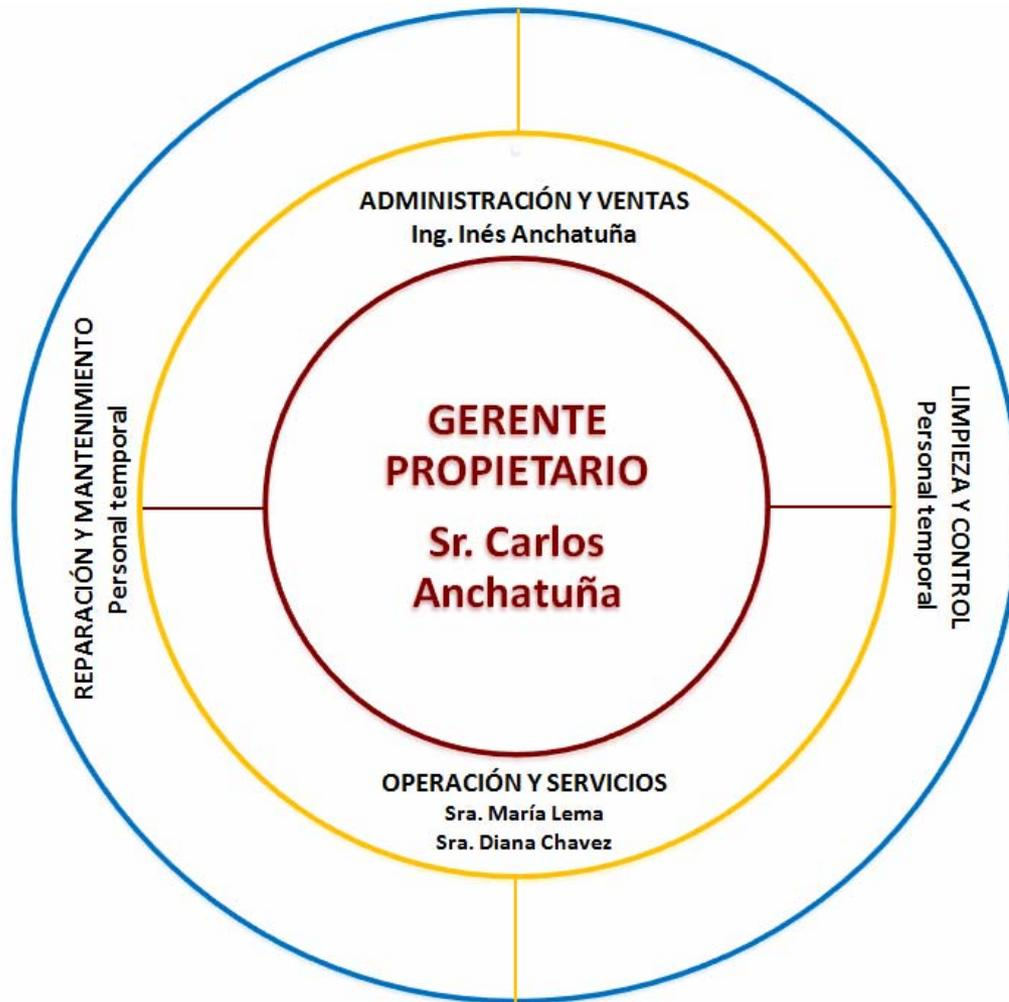 ADMINISTRACIÓN Y VENTAS
Ing. Inés Anchatuña
GERENTE
PROPIETARIO
Sr. Carlos
Anchatuña
OPERACIÓN Y SERVICIOS
Sra. María Lema
Sra. Diana Chavez
REPARACIÓN Y MANTENIMIENTO
Personal temporal
LIMPIEZA Y CONTROL
Personal temporal